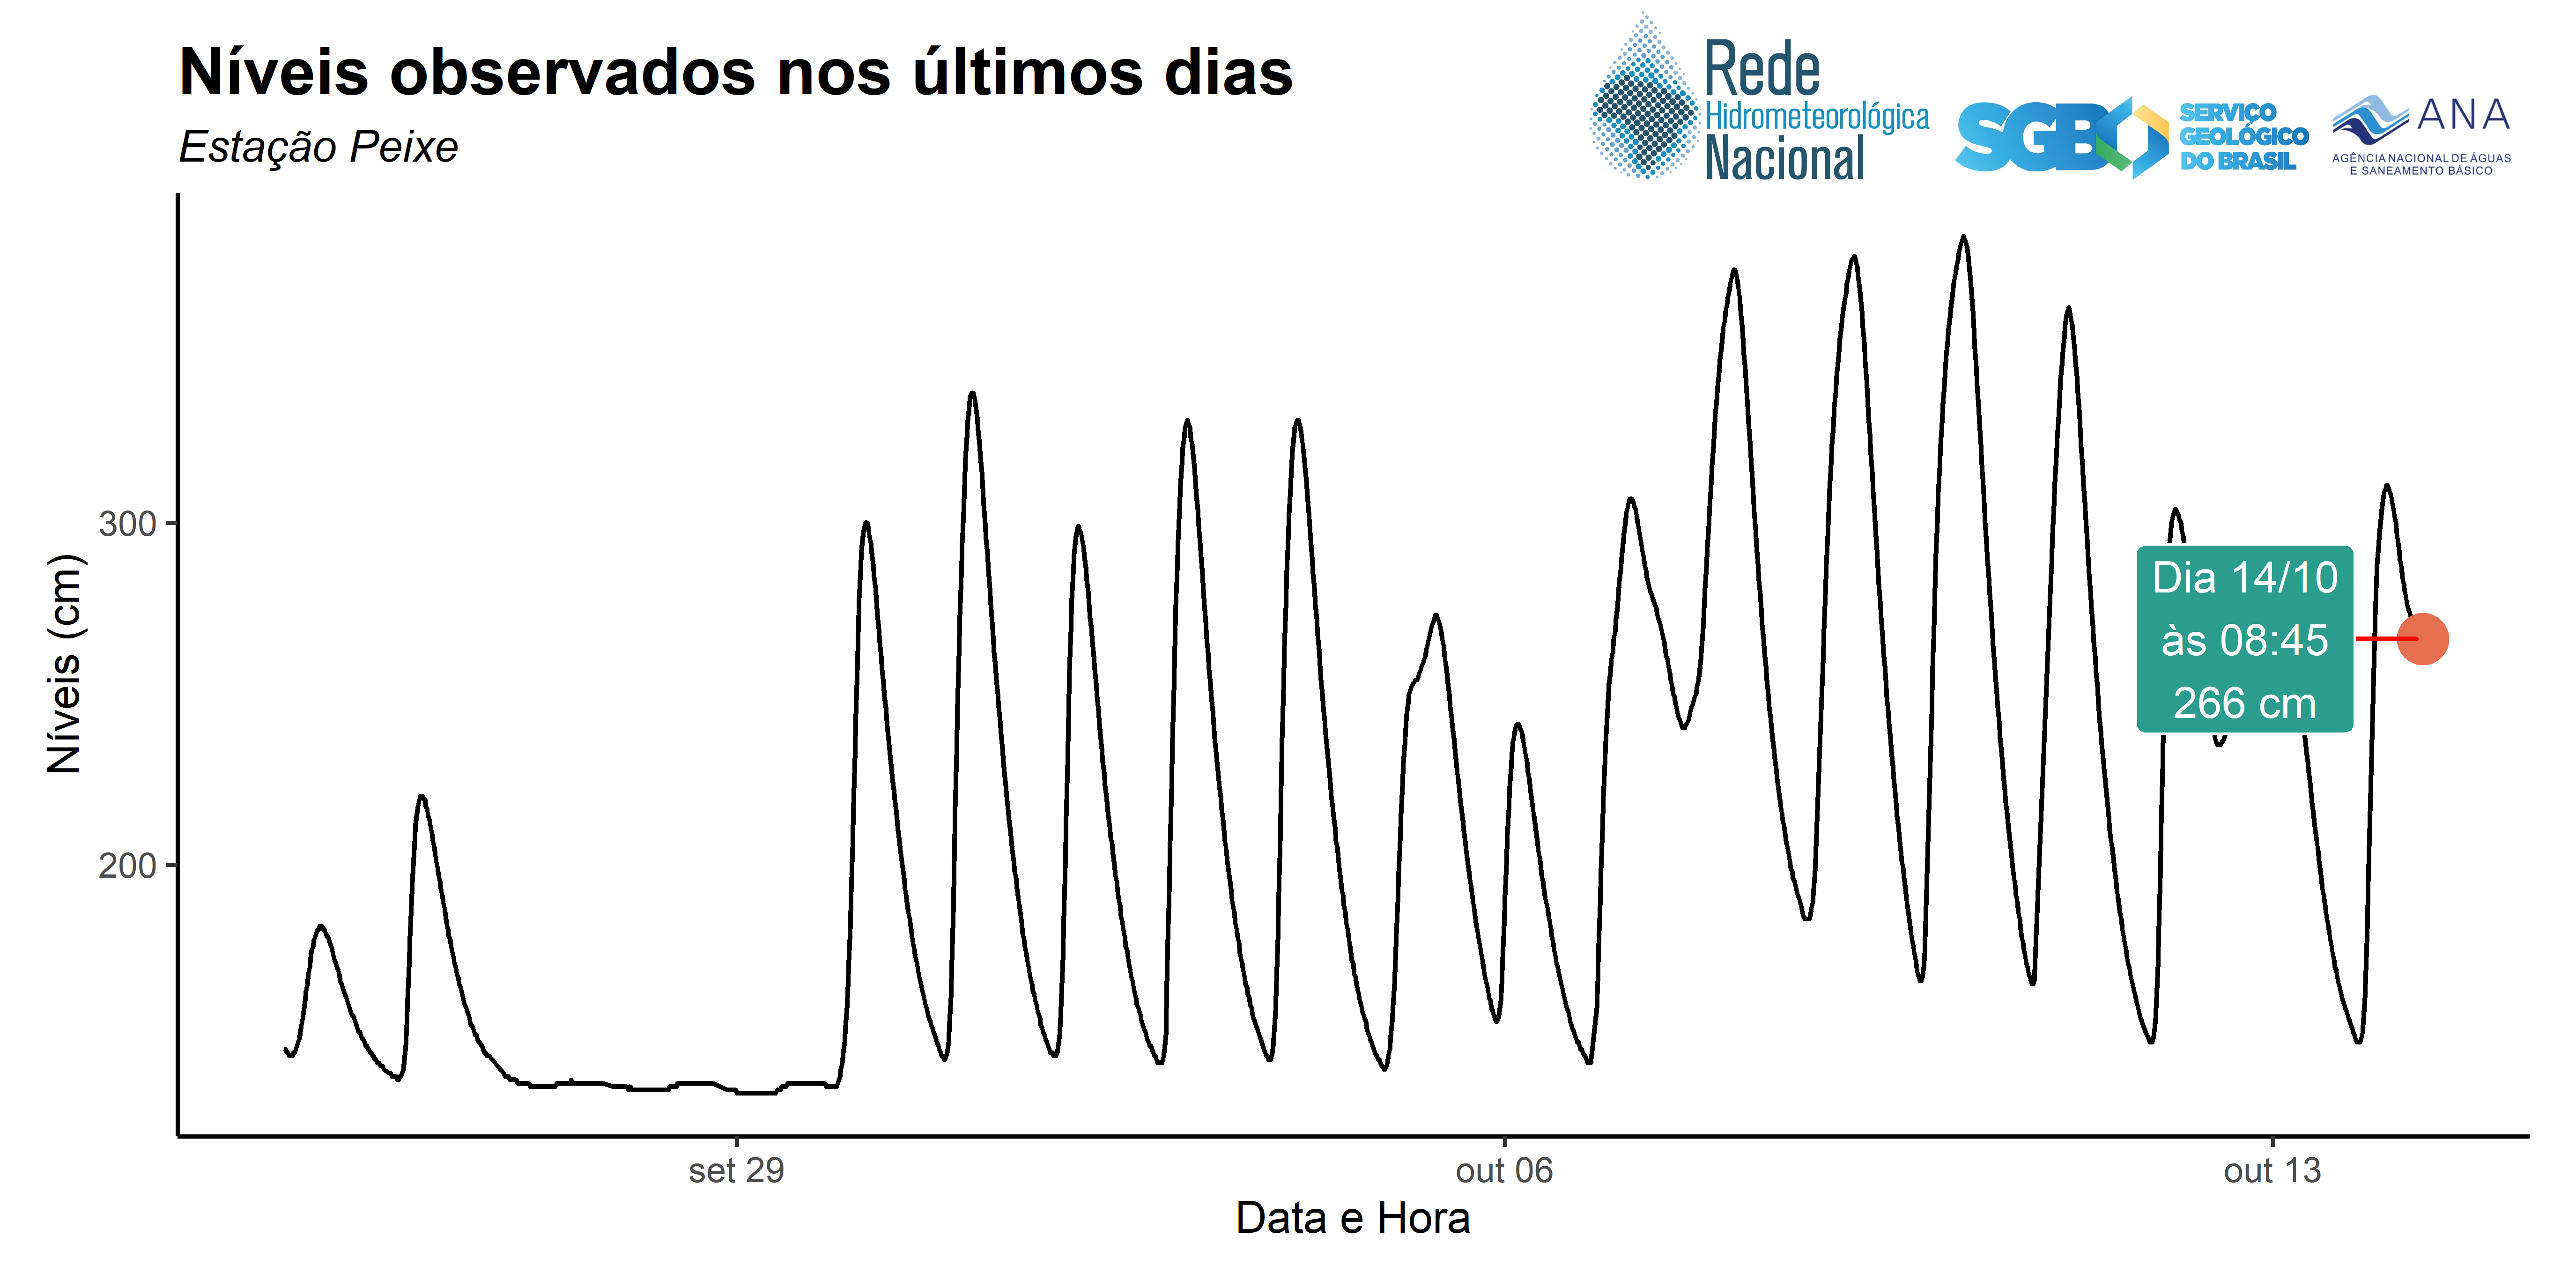 Níveis observados nos últimos dias
Estação Peixe
Rede
Hidrometeorológica
Nacional
SGB
SERVIÇO
GEOLÓGICO
DO BRASIL
ANA
AGÊNCIA NACIONAL DE ÁGUAS
E SANEAMENTO BÁSICO
Níveis (cm)
300
200
Dia 14/10
às 08:45
266 cm
set 29
out 06
out 13
Data e Hora